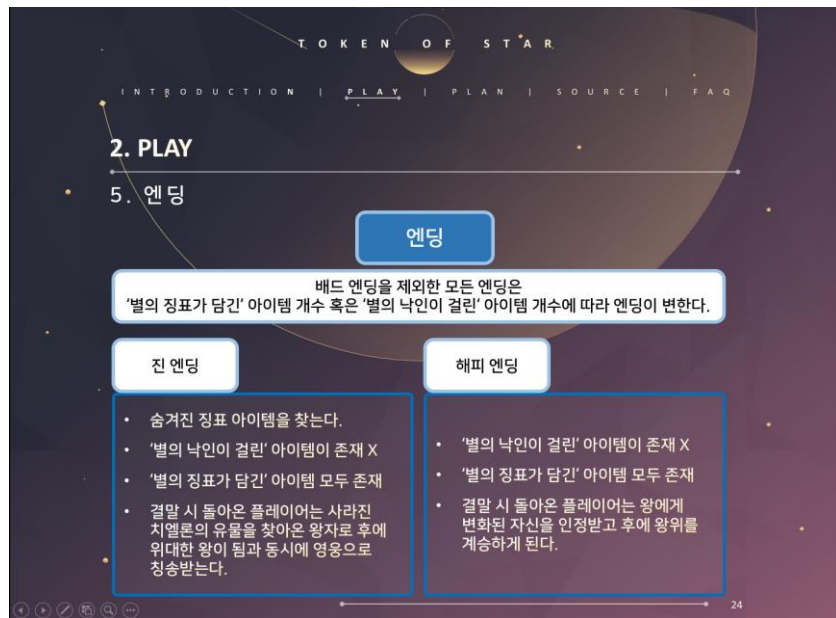 TOKEN OF STAR
INTRODUCTION | PLAY | PLAN | SOURCE | FAQ
2. PLAY
5. 엔딩
엔딩
배드 엔딩을 제외한 모든 엔딩은
'별의 징표가 담긴' 아이템 개수 혹은 '별의 낙인이 걸린' 아이템 개수에 따라 엔딩이 변한다.
진 엔딩
• 숨겨진 징표 아이템을 찾는다.
• '별의 낙인이 걸린' 아이템이 존재 X
• '별의 징표가 담긴' 아이템 모두 존재
• 결말 시 돌아온 플레이어는 사라진
치엘론의 유물을 찾아온 왕자로 후에
위대한 왕이 됨과 동시에 영웅으로
칭송받는다.
해피 엔딩
• '별의 낙인이 걸린' 아이템이 존재 X
• '별의 징표가 담긴' 아이템 모두 존재
• 결말 시 돌아온 플레이어는 왕에게
변화된 자신을 인정받고 후에 왕위를
계승하게 된다.
24